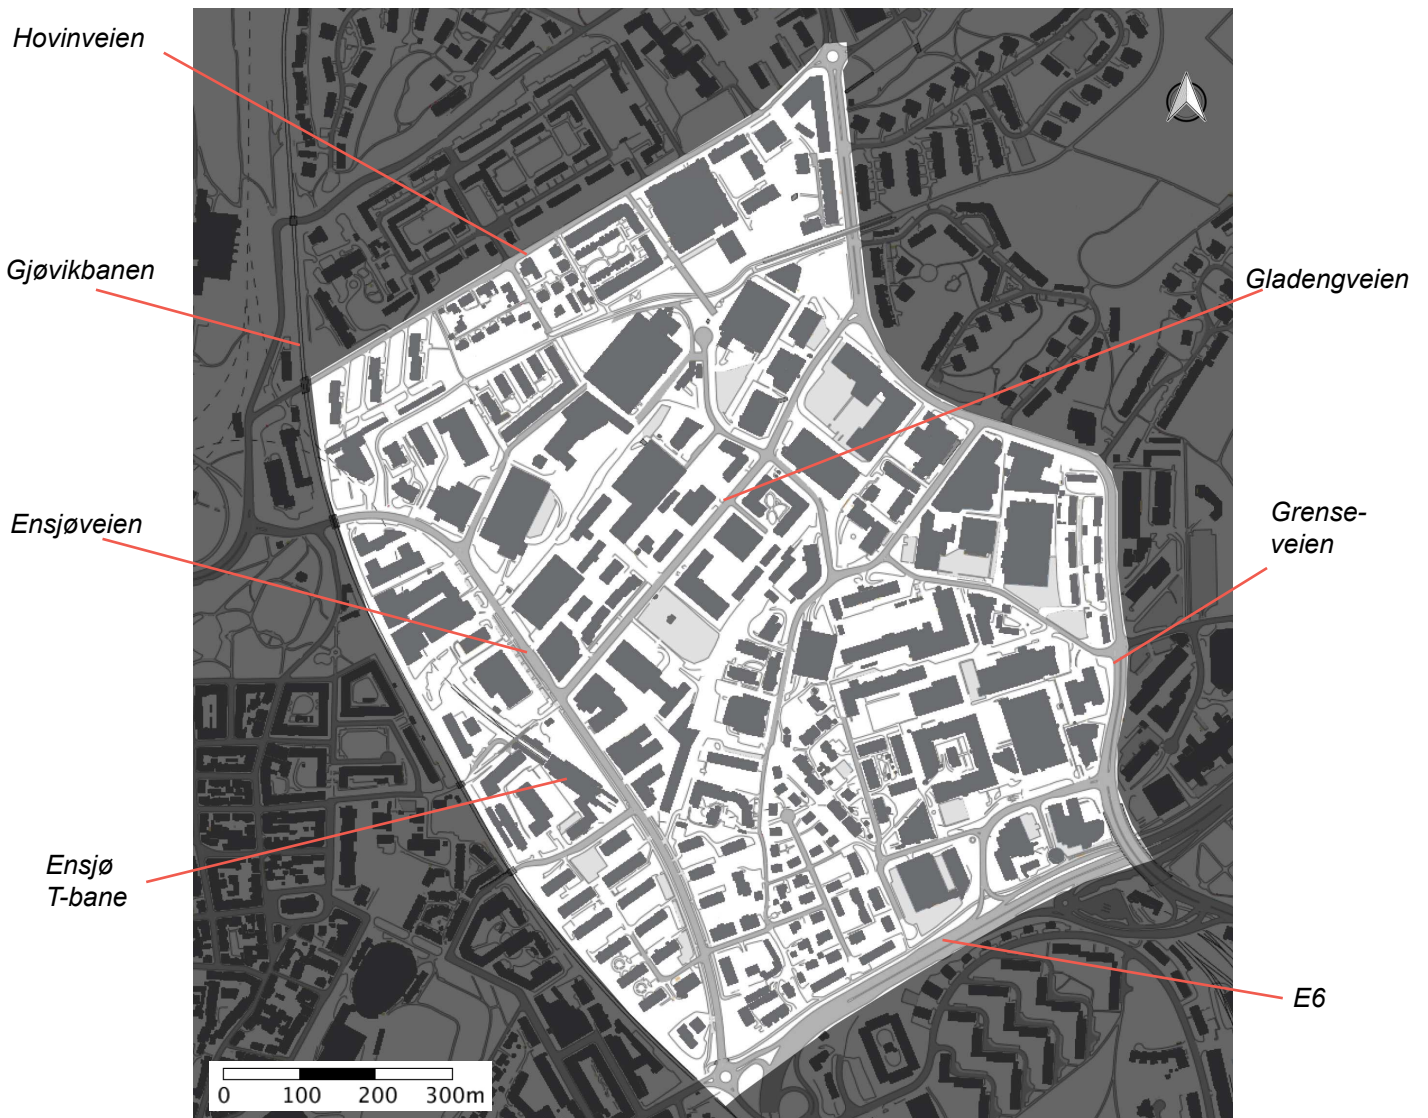 Hovinveien
Gjøvikbanen
Gladengveien
Ensjøveien
Grense-
veien
Ensjø
T-bane
E6
0 100 200 300m